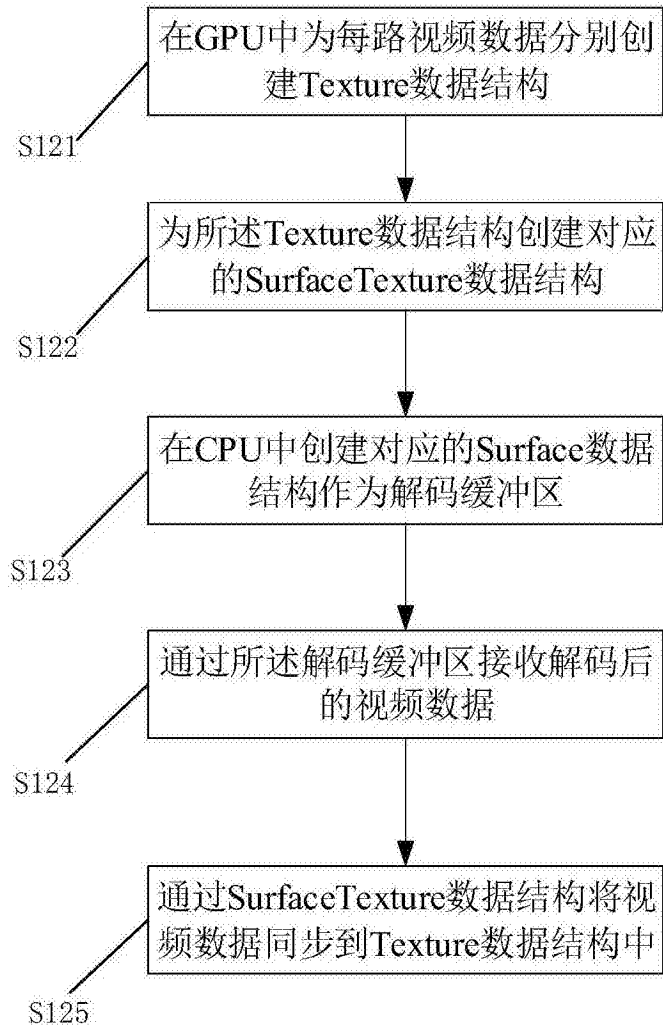 在GPU中为每路视频数据分别创
建Texture数据结构
S121
为所述Texture数据结构创建对应
的SurfaceTexture数据结构
S122
在CPU中创建对应的Surface数据
结构作为解码缓冲区
S123
通过所述解码缓冲区接收解码后
的视频数据
S124
通过SurfaceTexture数据结构将视
频数据同步到Texture数据结构中
S125